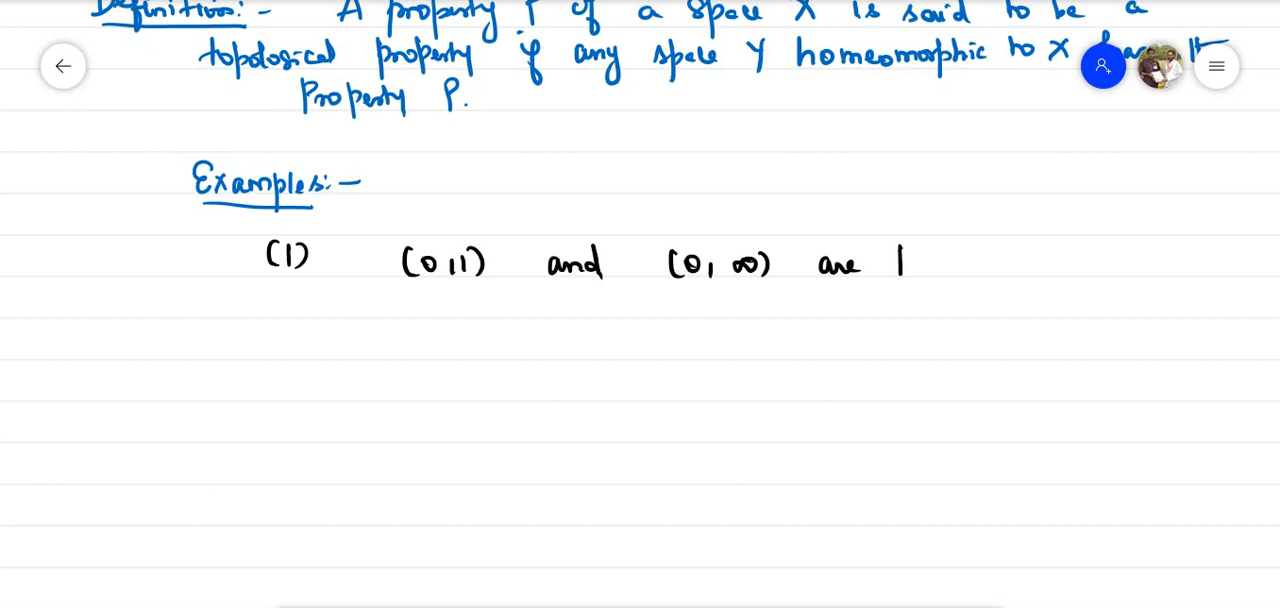 Definition:- A property P of a space X is said to be a
topological property if any space Y homeomorphic to X has
Property P.
Examples:-
(1) (0,1) and (0, ∞) are